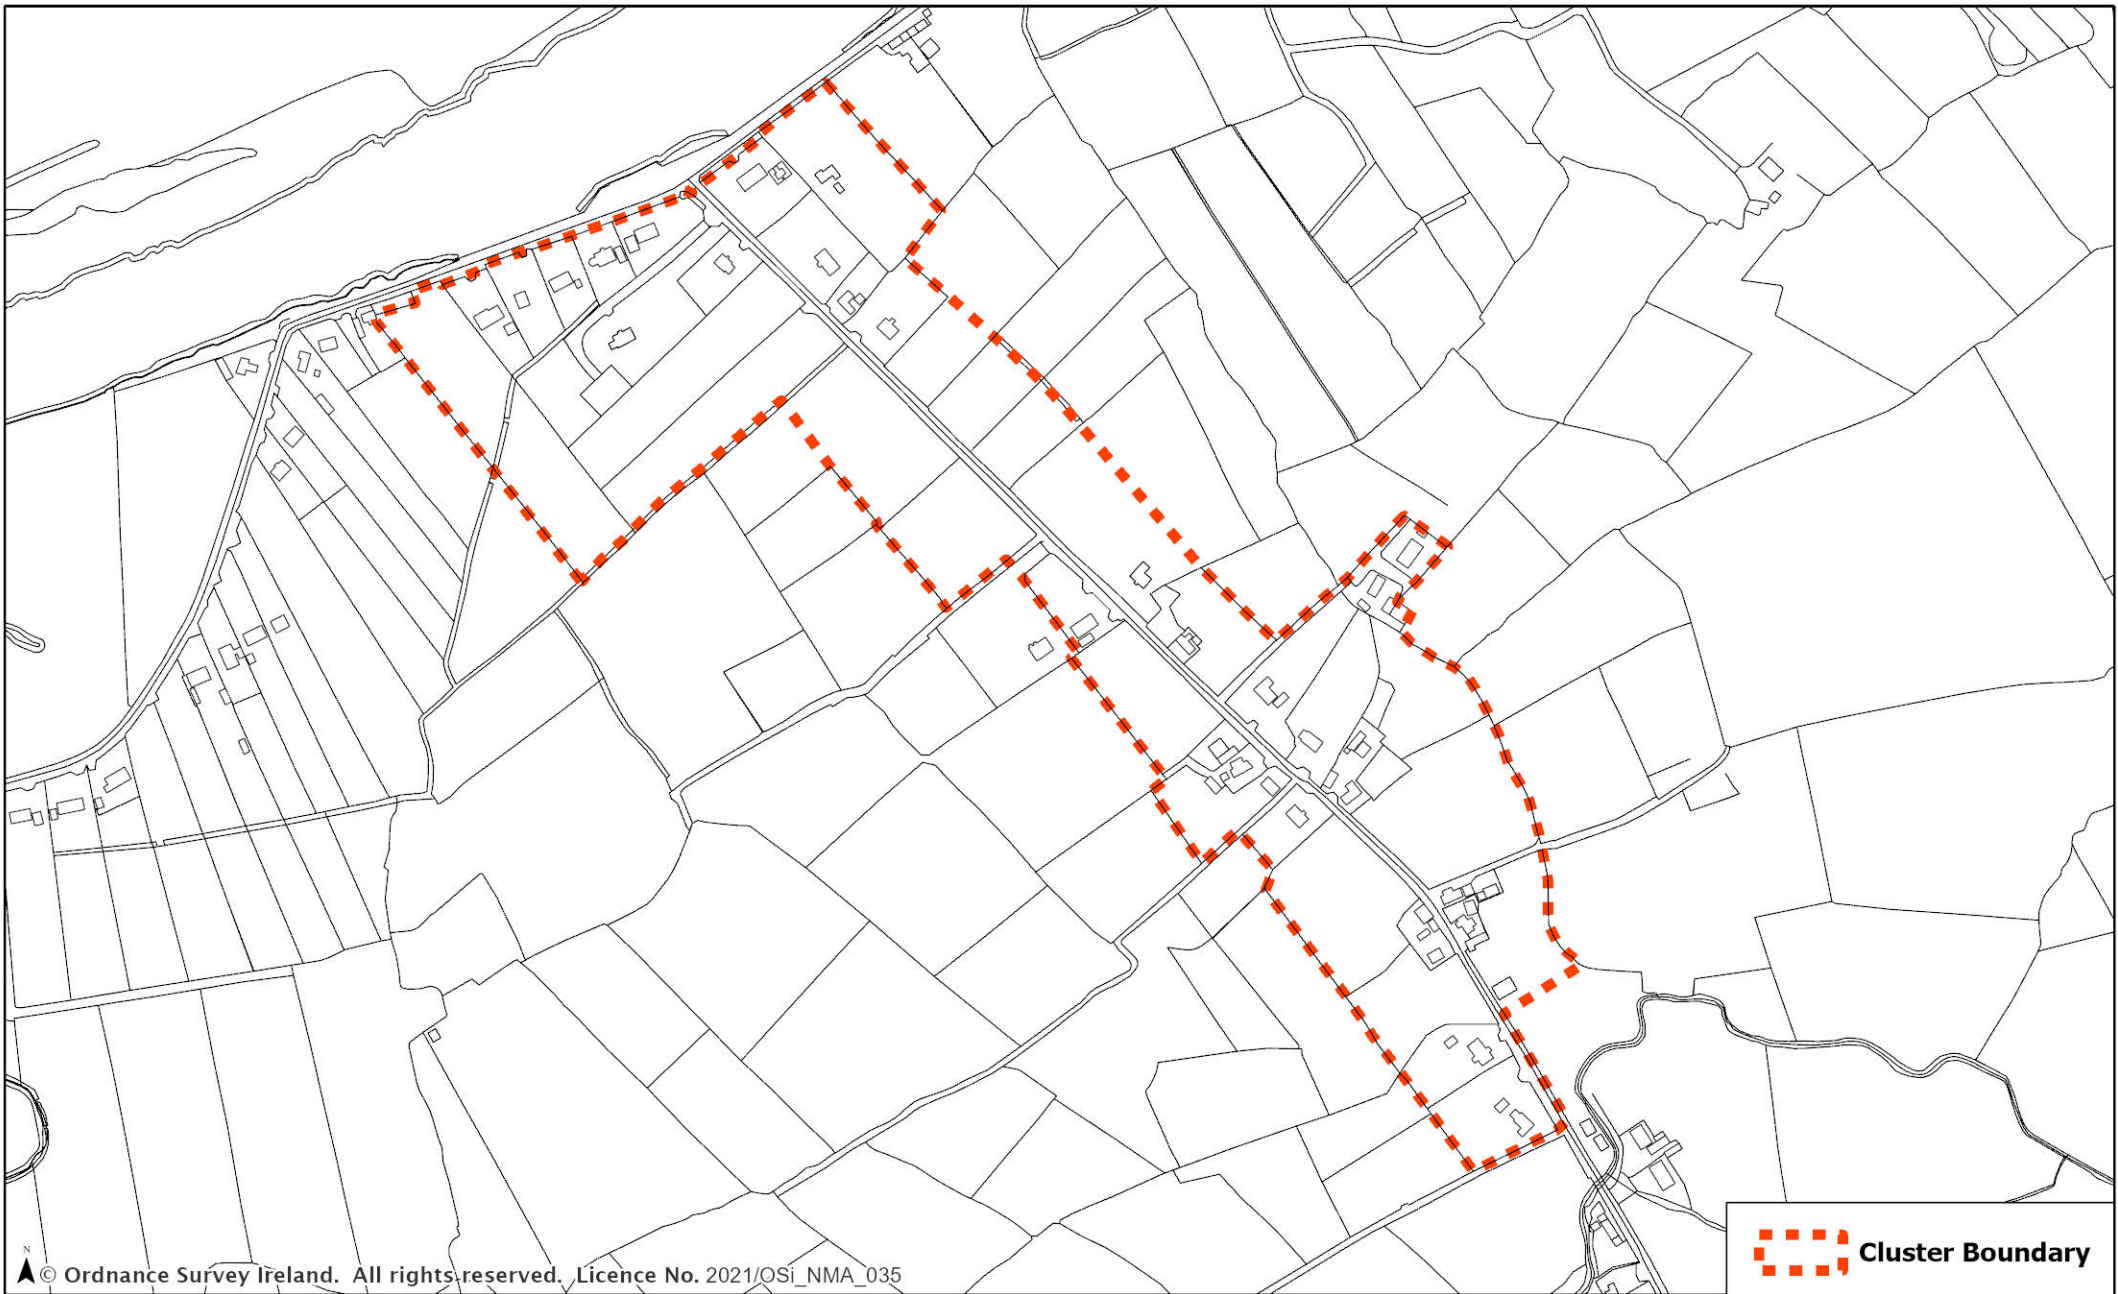 N
© Ordnance Survey Ireland. All rights reserved. Licence No. 2021/OSi_NMA_035
Cluster Boundary